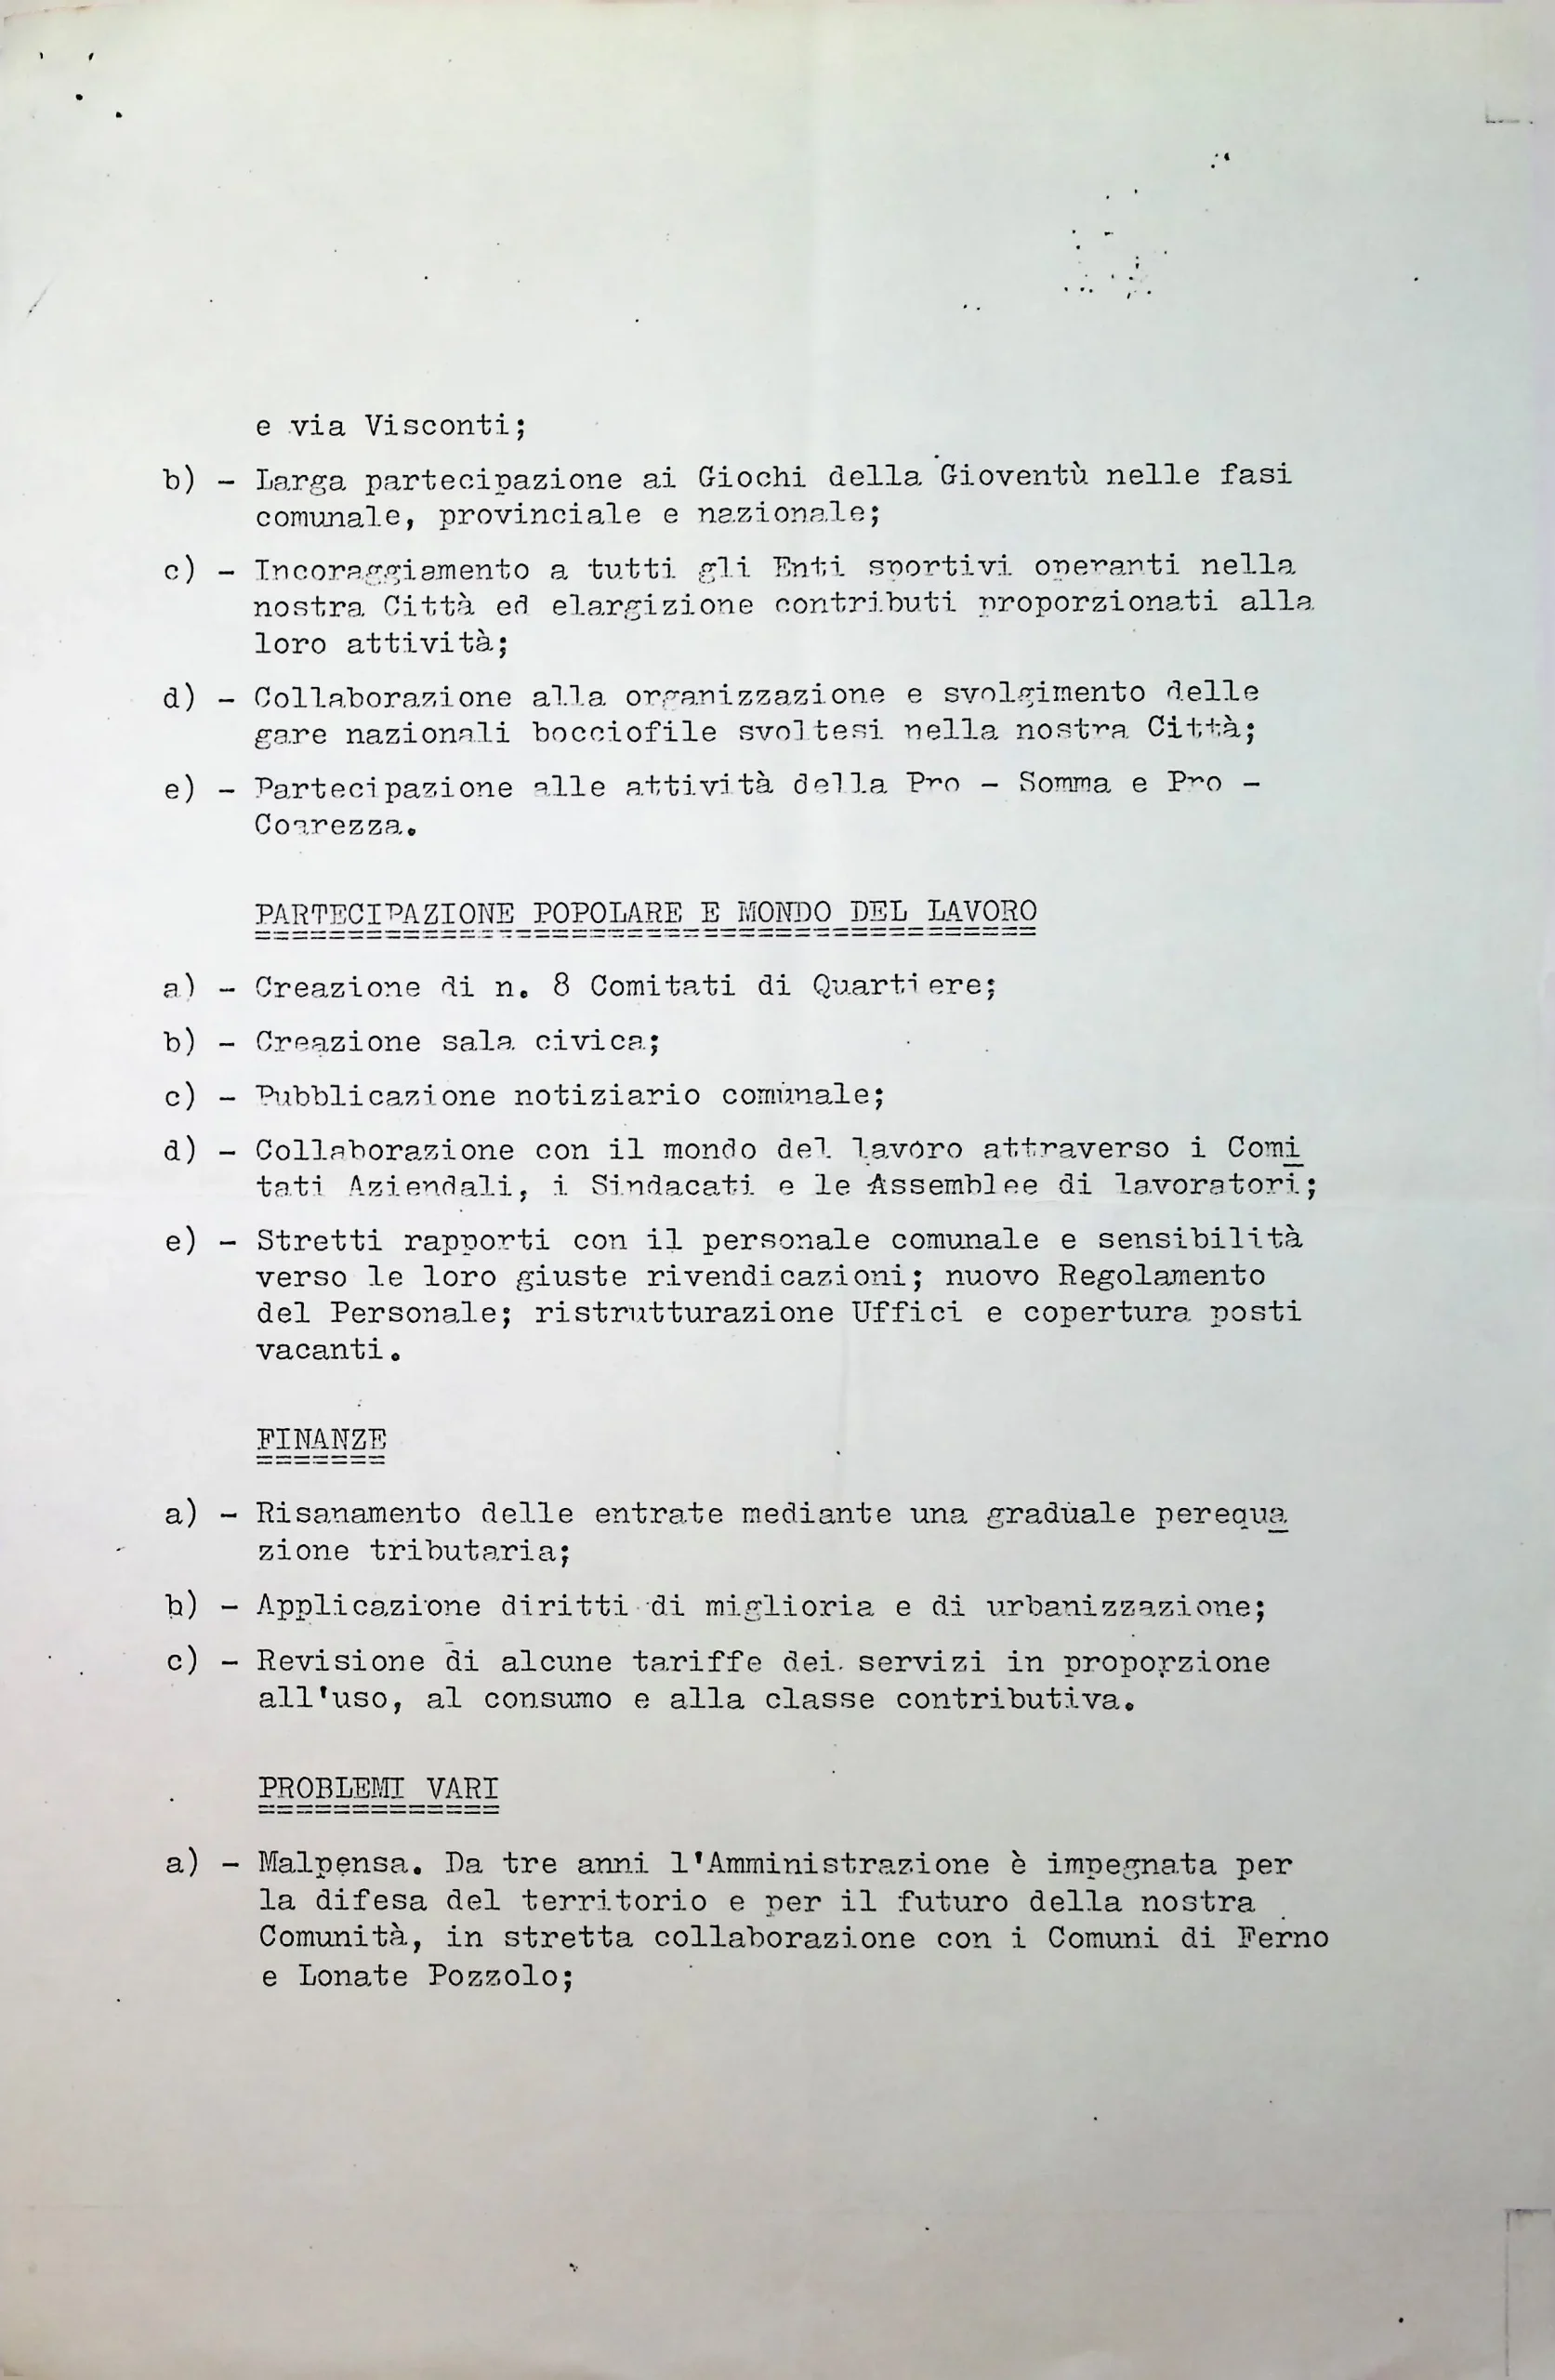 e via Visconti;
b) - Larga partecipazione ai Giochi della Gioventù nelle fasi
comunale, provinciale e nazionale;
c) - Incoraggiamento a tutti gli Enti sportivi operanti nella
nostra Città ed elargizione contributi proporzionati alla
loro attività;
d) - Collaborazione alla organizzazione e svolgimento delle
gare nazionali bocciofile svoltesi nella nostra Città;
e) - Partecipazione alle attività della Pro - Somma e Pro -
Coarezza.
PARTECIPAZIONE POPOLARE E MONDO DEL LAVORO
a) - Creazione di n. 8 Comitati di Quartiere;
b) - Creazione sala civica;
c) - Pubblicazione notiziario comunale;
d) - Collaborazione con il mondo del lavoro attraverso i Comi
tati Aziendali, i Sindacati e le Assemblee di lavoratori;
e) - Stretti rapporti con il personale comunale e sensibilità
verso le loro giuste rivendicazioni; nuovo Regolamento
del Personale; ristrutturazione Uffici e copertura posti
vacanti.
FINANZE
a) - Risanamento delle entrate mediante una graduale perequa
zione tributaria;
b) - Applicazione diritti di miglioria e di urbanizzazione;
c) - Revisione di alcune tariffe dei servizi in proporzione
all'uso, al consumo e alla classe contributiva.
PROBLEMI VARI
a) - Malpensa. Da tre anni l'Amministrazione è impegnata per
la difesa del territorio e per il futuro della nostra
Comunità, in stretta collaborazione con i Comuni di Ferno
e Lonate Pozzolo;